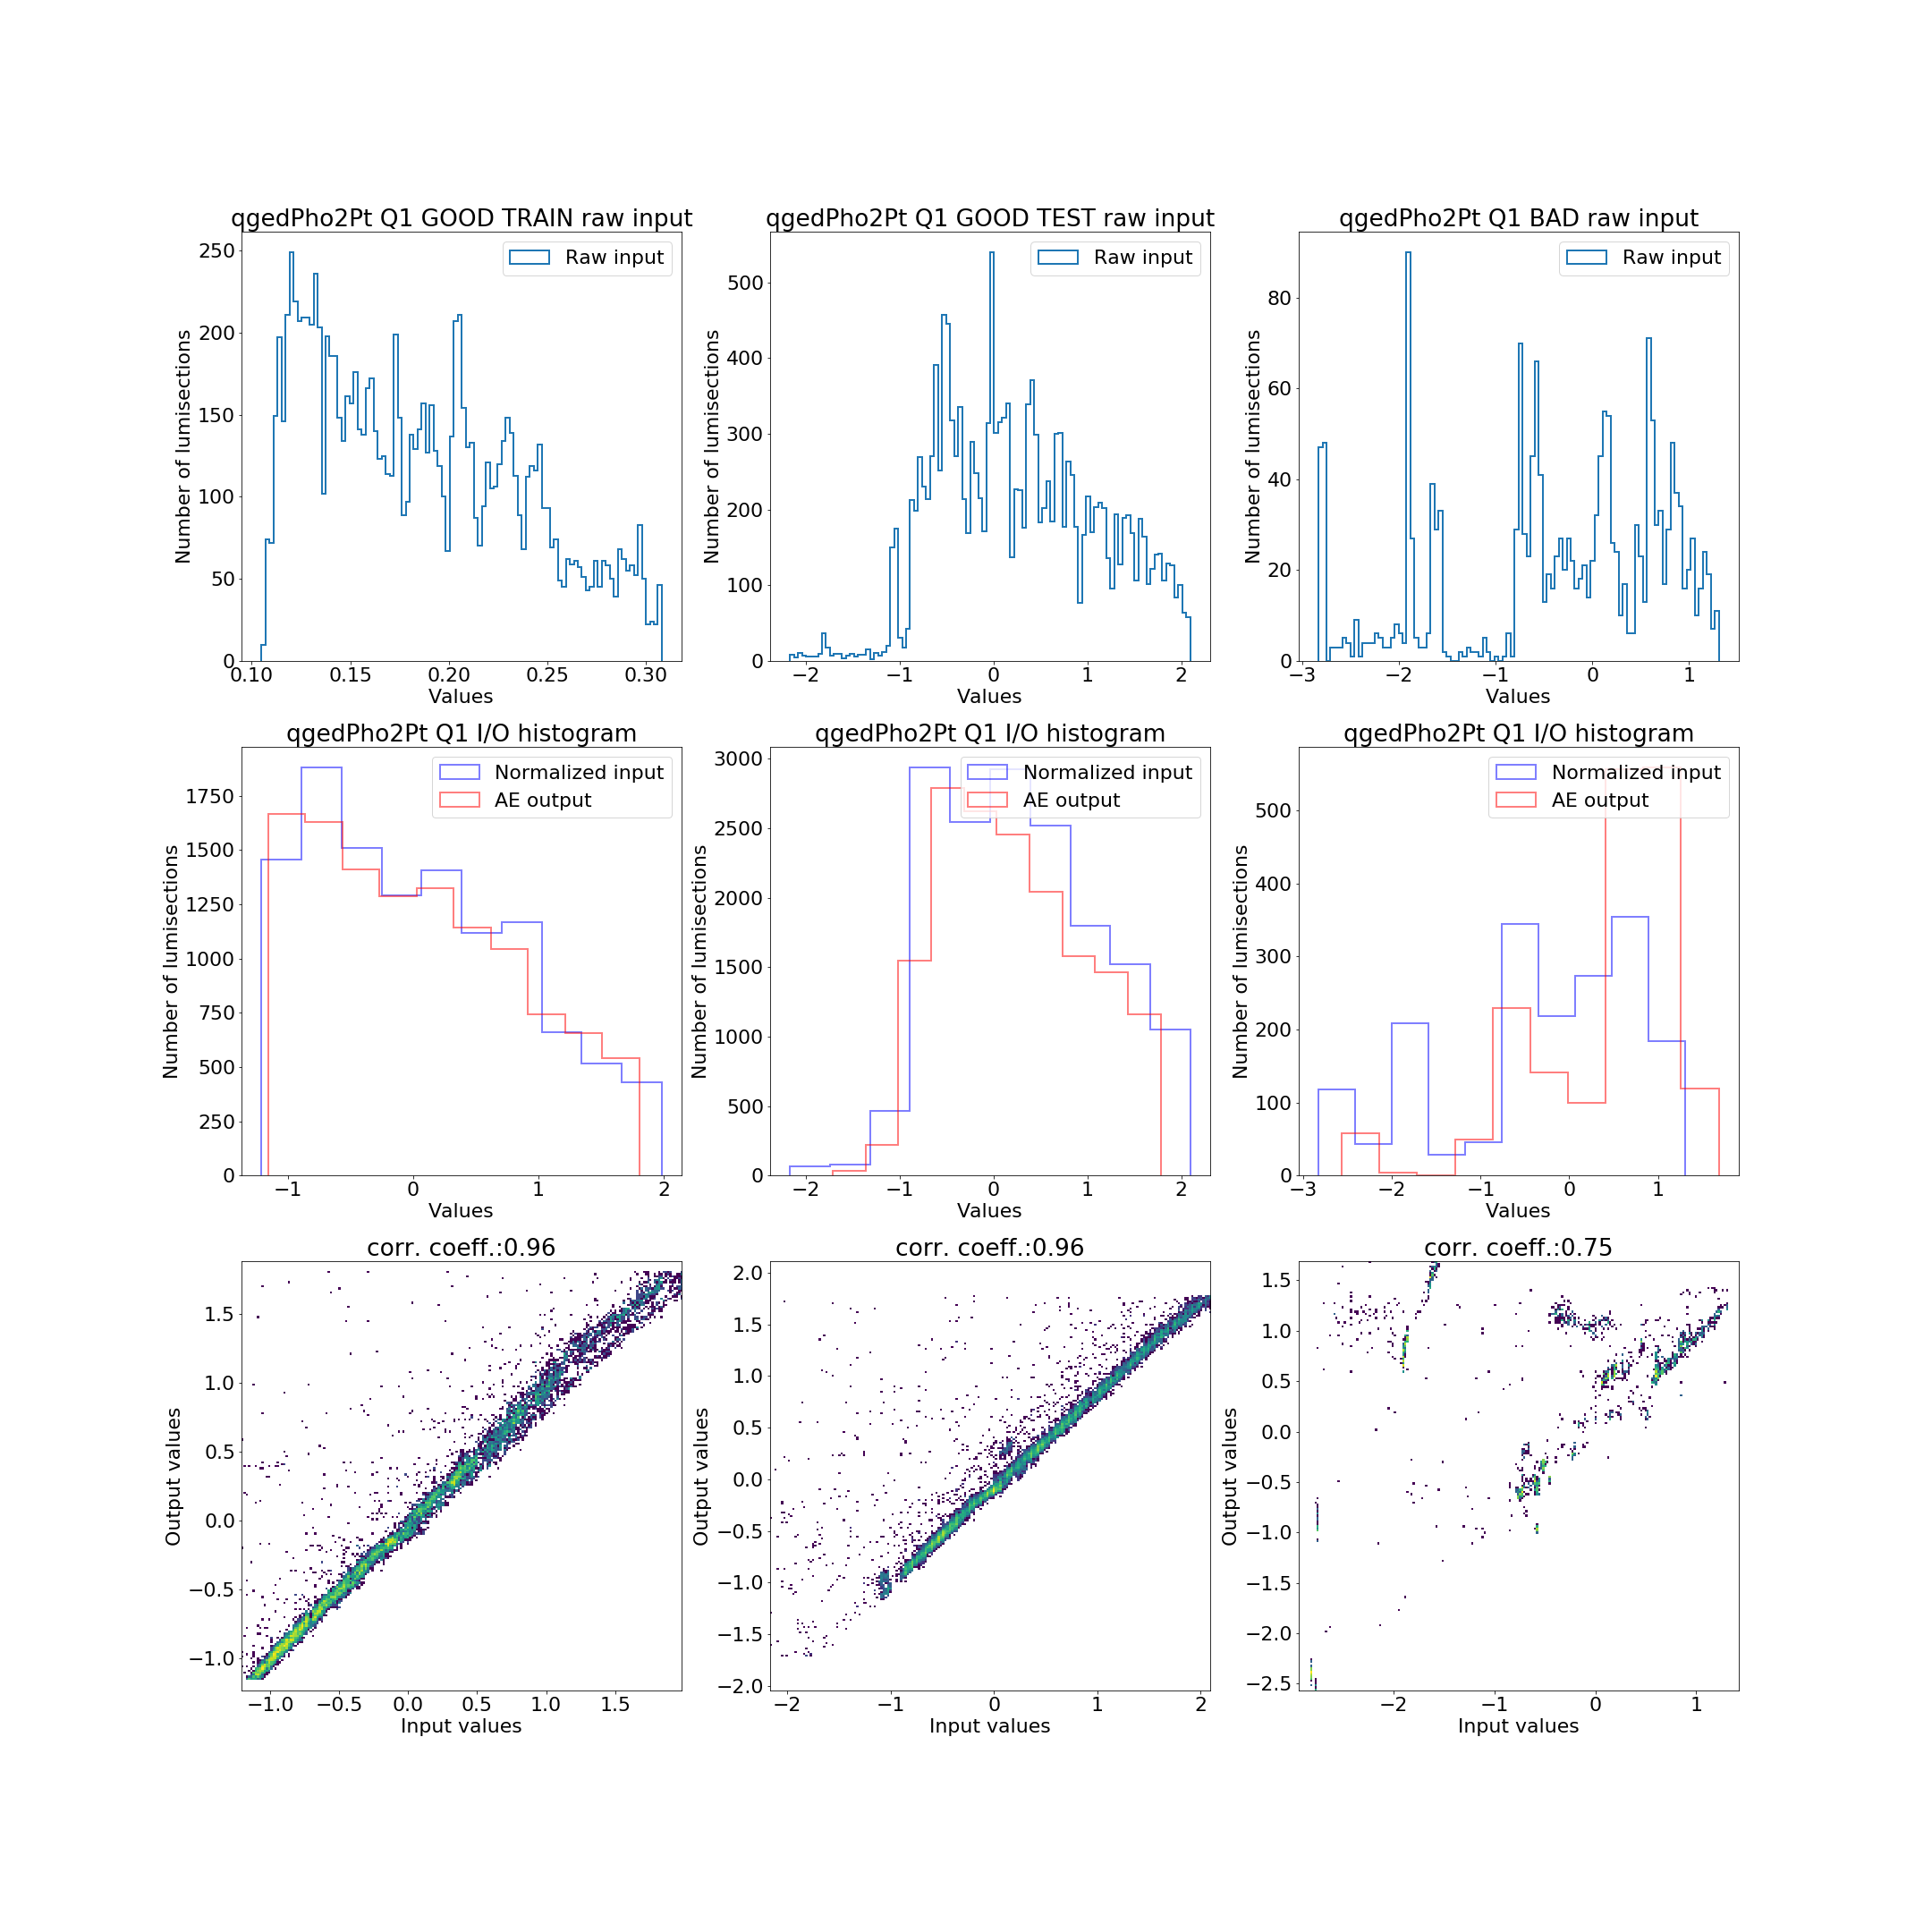 qgedPho2Pt Q1 GOOD TRAIN raw input
Raw input
Number of lumisections
250
200
150
100
50
0
0.10 0.15 0.20 0.25 0.30
Values
qgedPho2Pt Q1 GOOD TEST raw input
Raw input
Number of lumisections
500
400
300
200
100
0
−2 −1 0 1 2
Values
qgedPho2Pt Q1 BAD raw input
Raw input
Number of lumisections
80
60
40
20
0
−3 −2 −1 0 1
Values
qgedPho2Pt Q1 I/O histogram
Normalized input
AE output
Number of lumisections
1750
1500
1250
1000
750
500
250
0
−1 0 1 2
Values
qgedPho2Pt Q1 I/O histogram
Normalized input
AE output
Number of lumisections
3000
2500
2000
1500
1000
500
0
−2 −1 0 1 2
Values
qgedPho2Pt Q1 I/O histogram
Normalized input
AE output
Number of lumisections
500
400
300
200
100
0
−3 −2 −1 0 1
Values
corr. coeff.:0.96
Output values
1.5
1.0
0.5
0.0
−0.5
−1.0
−1.0 −0.5 0.0 0.5 1.0 1.5
Input values
corr. coeff.:0.96
Output values
2.0
1.5
1.0
0.5
0.0
−0.5
−1.0
−1.5
−2.0
−2 −1 0 1 2
Input values
corr. coeff.:0.75
Output values
1.5
1.0
0.5
0.0
−0.5
−1.0
−1.5
−2.0
−2.5
−2 −1 0 1
Input values